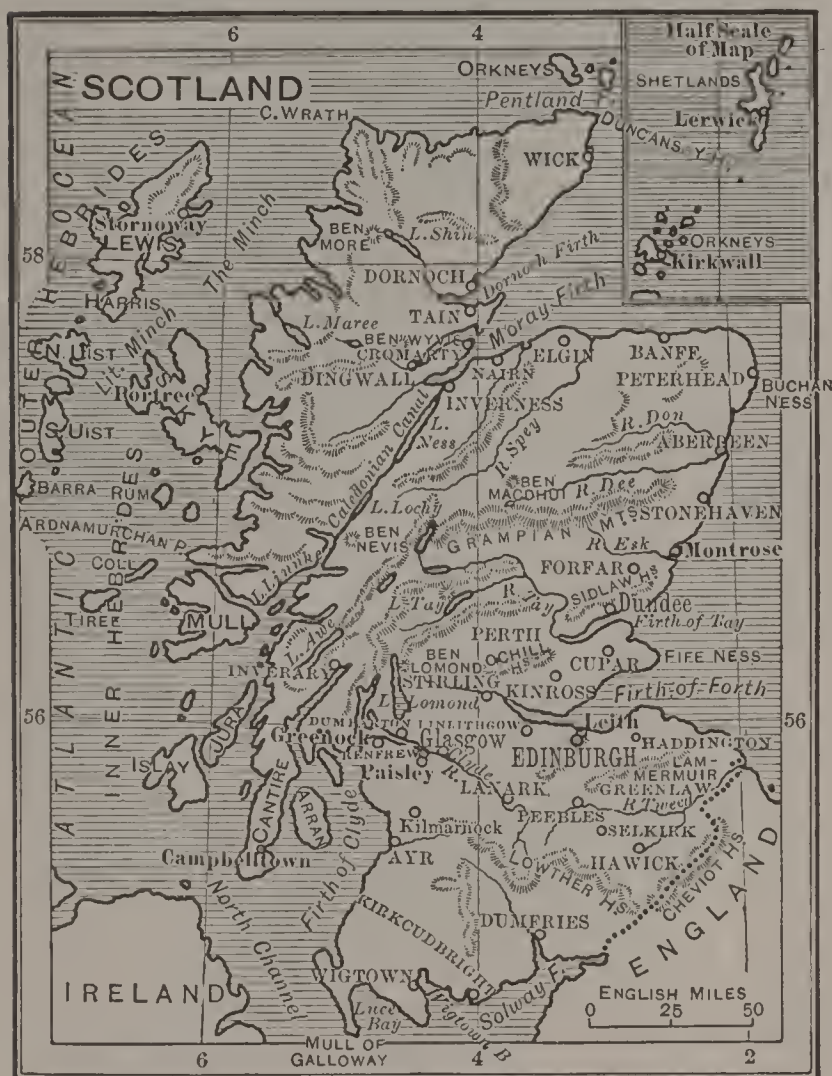 6
4
Half Scale
of Map
SHETLANDS
Lerwick
ORKNEYS
Kirkwall
SCOTLAND
ORKNEYS
Pentland F.
C. WRATH
DUNCANSBY H.
WICK
OUTER HEBRIDES
ATLANTIC OCEAN
INNER HEBRIDES
Stornoway
LEWIS
The Minch
BEN
MORE
L. Shin
58
DORNOCH
Dornoch Firth
HARRIS
TAIN
Moray Firth
L. Maree
BEN WYVIS
CROMARTY
Lit. Minch
N. UIST
DINGWALL
NAIRN
ELGIN
BANFF
PETERHEAD
BUCHAN
NESS
Portree
SKYE
INVERNESS
S. UIST
L.
Ness
R. Spey
R. Don
ABERDEEN
Caledonian Canal
BARRA
RUM
BEN
MACDHUI
R. Dee
L. Lochy
STONEHAVEN
ARDNAMURCHAN P.
BEN
NEVIS
GRAMPIAN MTS
COLL
R. Esk
Montrose
L. Linnhe
FORFAR
TIREE
MULL
L. Tay
R. Tay
SIDLAW HS
Dundee
Firth of Tay
L. Awe
PERTH
INVERARY
BEN
LOMOND
OCHILL
HS
CUPAR
FIFE NESS
STIRLING
KINROSS
Firth of Forth
L. Lomond
56
56
JURA
DUMBARTON
LINLITHGOW
Leith
Greenock
Glasgow
EDINBURGH
HADDINGTON
RENFREW
ISLAY
Paisley
R. Clyde
LAM-
MERMUIR
LANARK
GREENLAW
CANTIRE
ARRAN
R. Tweed
PEEBLES
Firth of Clyde
Kilmarnock
SELKIRK
Campbelltown
AYR
LOWTHER HS
HAWICK
CHEVIOT HS
North Channel
KIRKCUDBRIGHT
DUMFRIES
ENGLAND
IRELAND
WIGTOWN
Luce
Bay
Wigtown B
Solway F.
ENGLISH MILES
0 25 50
MULL OF
GALLOWAY
6
4
2